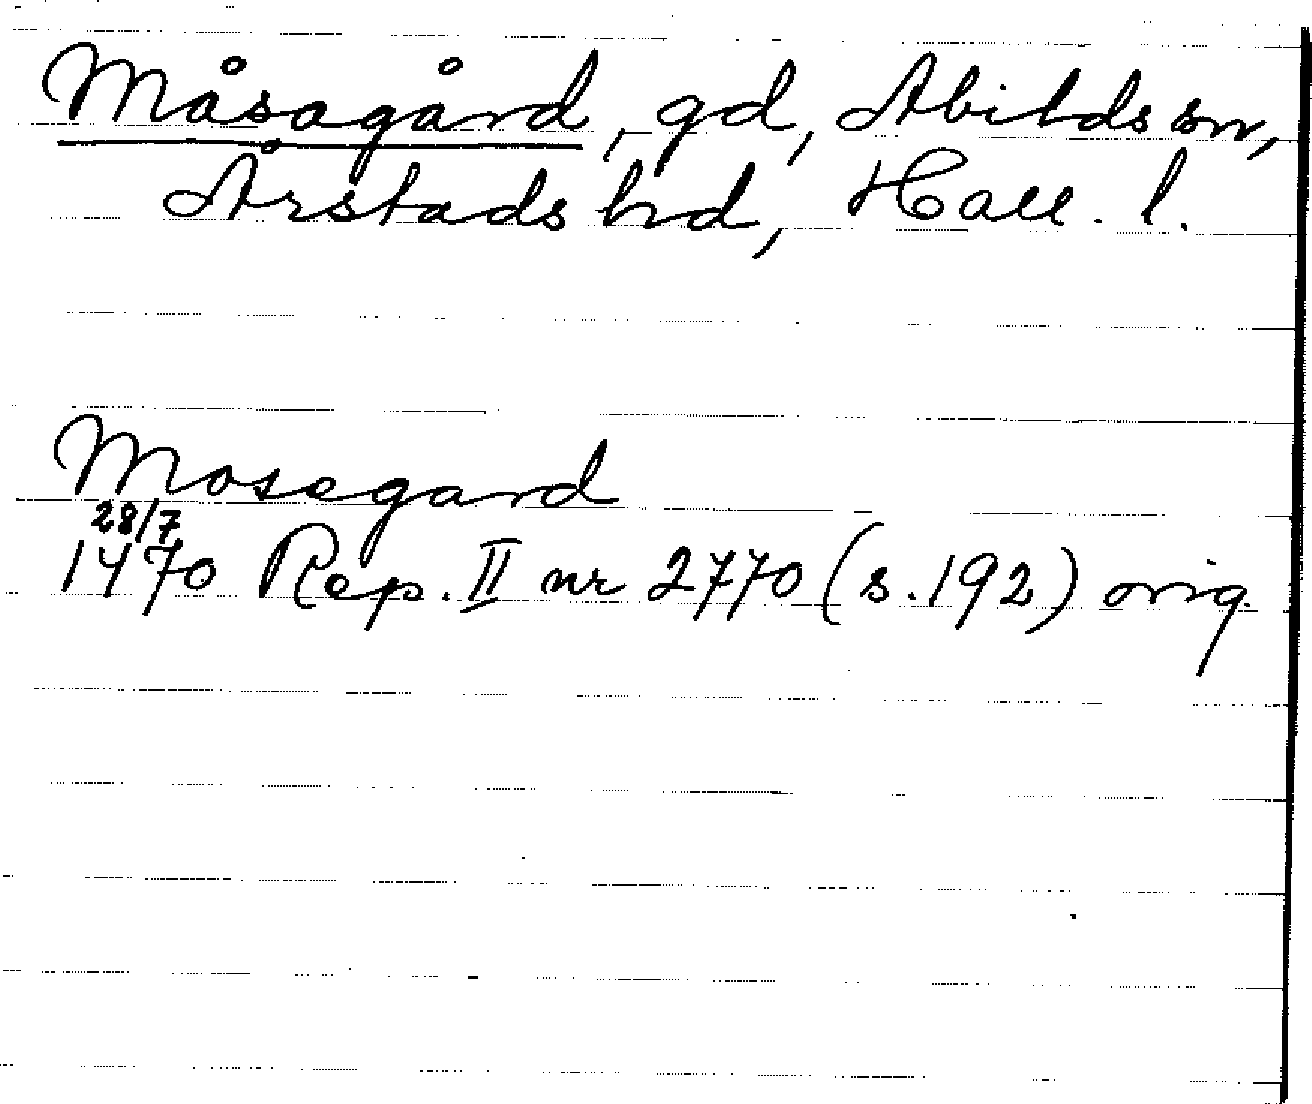 Måsagård, gd, Abilds sn,
Årstads hd, Hall. l.
Mosegard
28/7
1470 Rep. II nr 2770 (s. 192) orig.